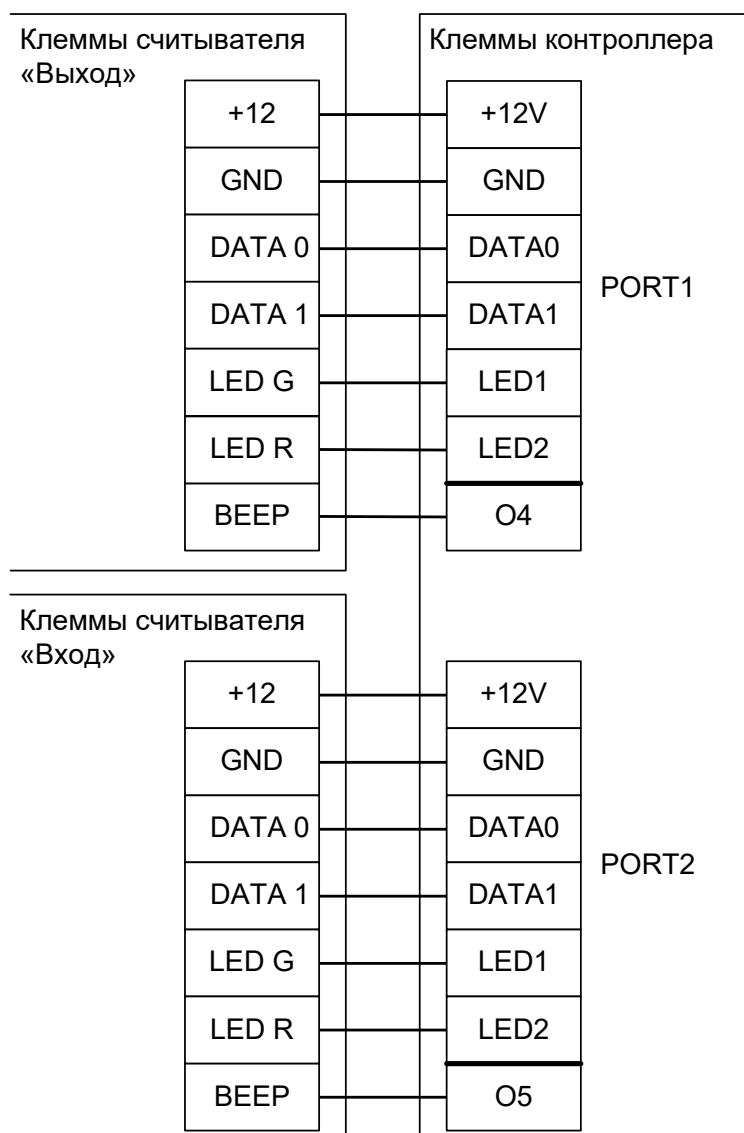 Клеммы считывателя
«Выход»
Клеммы контроллера
+12
+12V
GND
GND
DATA 0
DATA0
DATA 1
DATA1
PORT1
LED G
LED1
LED R
LED2
BEEP
O4
Клеммы считывателя
«Вход»
+12
+12V
GND
GND
DATA 0
DATA0
DATA 1
DATA1
PORT2
LED G
LED1
LED R
LED2
BEEP
O5